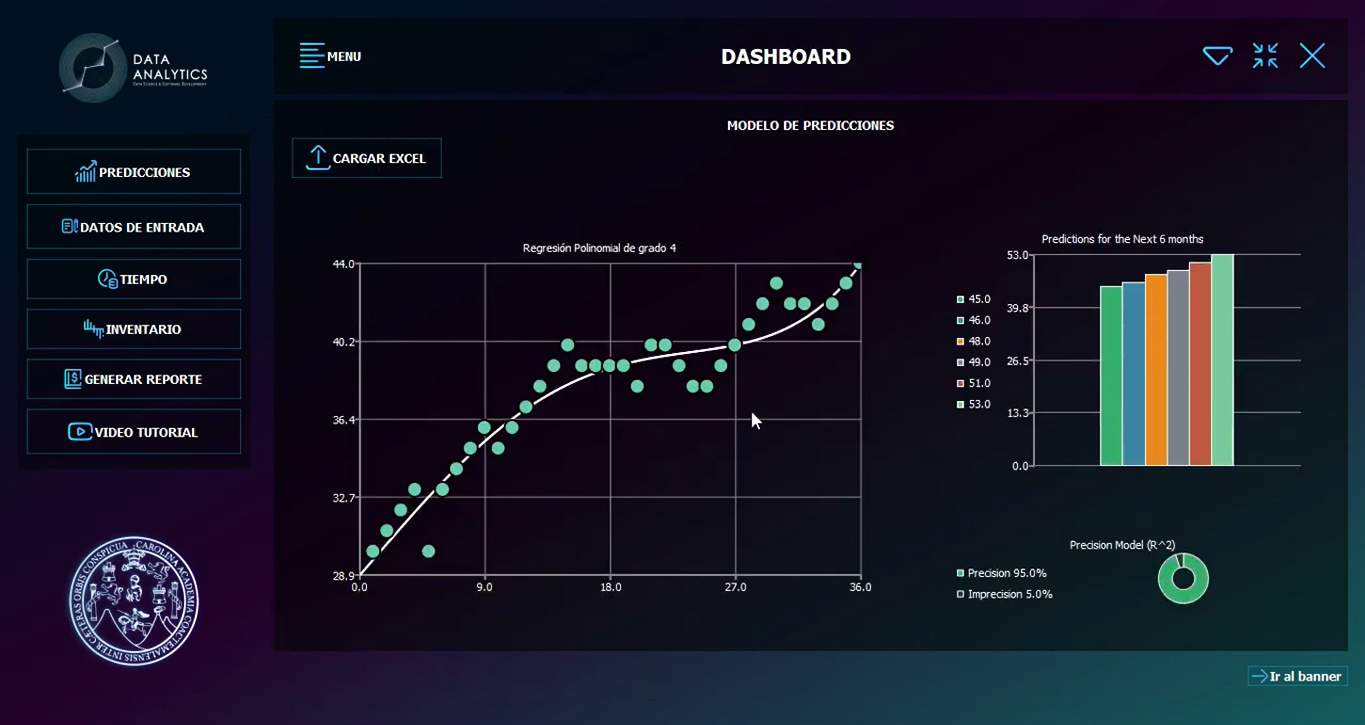 DATA
ANALYTICS
DATA SCIENCE & SOFTWARE DEVELOPMENT
MENU
DASHBOARD
PREDICCIONES
DATOS DE ENTRADA
TIEMPO
INVENTARIO
GENERAR REPORTE
VIDEO TUTORIAL
CAROLINA ACADEMIA COACTEMALENSIS INTER CÆTERAS ORBIS CONSPICUA
MODELO DE PREDICCIONES
CARGAR EXCEL
Regresión Polinomial de grado 4
44.0
40.2
36.4
32.7
28.9
0.0
9.0
18.0
27.0
36.0
Predictions for the Next 6 months
45.0
46.0
48.0
49.0
51.0
53.0
53.0
39.8
26.5
13.3
0.0
Precision Model (R^2)
Precision 95.0%
Imprecision 5.0%
Ir al banner